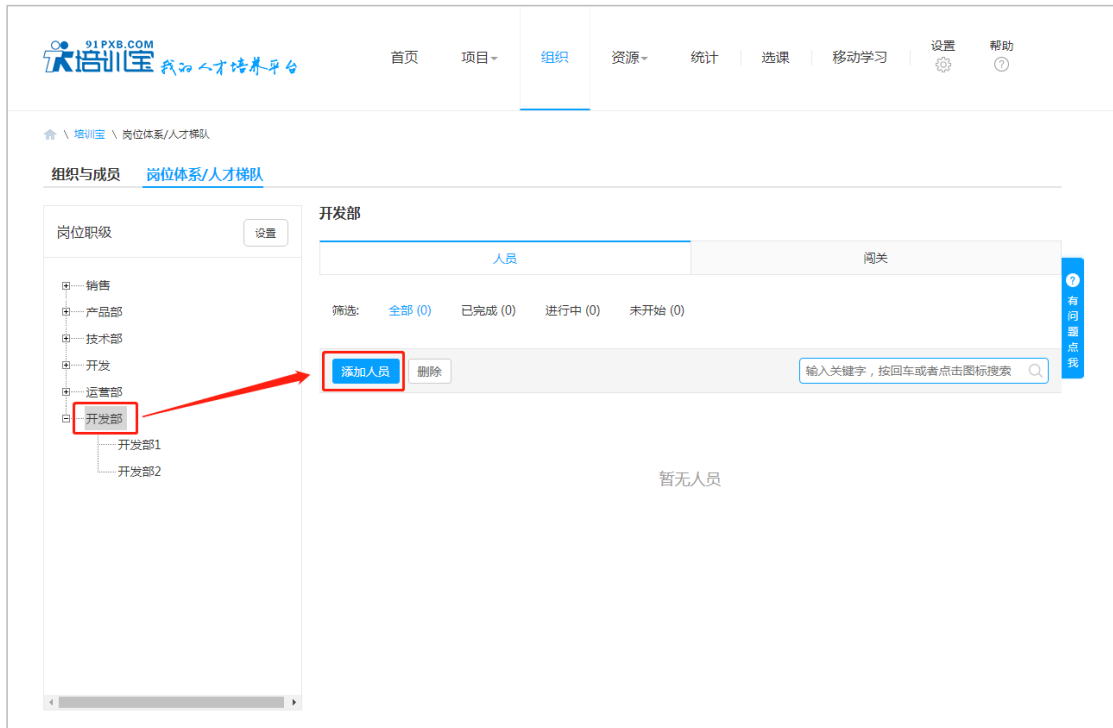 91PXB.COM
培训宝 我的人才培养平台
首页 项目 组织 资源 统计 选课 移动学习 设置 帮助
\ 培训宝 \ 岗位体系/人才梯队
组织与成员 岗位体系/人才梯队
岗位职级 设置
销售
产品部
技术部
开发
运营部
开发部
开发部1
开发部2
开发部
人员 闯关
筛选: 全部 (0) 已完成 (0) 进行中 (0) 未开始 (0)
添加人员 删除 输入关键字，按回车或者点击图标搜索
暂无人员
有问题点我